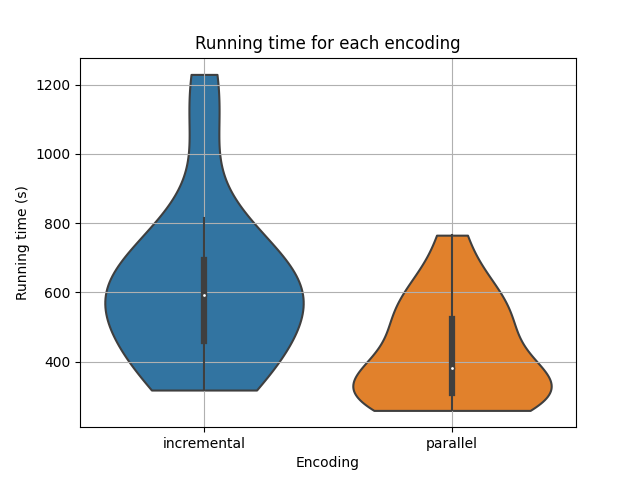 Running time for each encoding
1200
1000
800
600
400
Running time (s)
incremental
parallel
Encoding